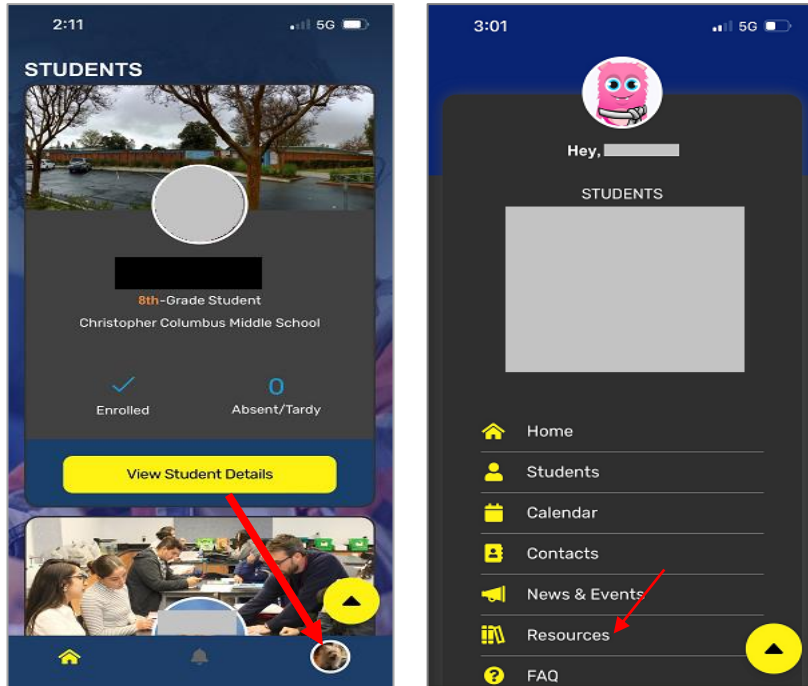 2:11
5G
STUDENTS
8th-Grade Student
Christopher Columbus Middle School
0
Enrolled
Absent/Tardy
View Student Details
3:01
5G
Hey,
STUDENTS
Home
Students
Calendar
Contacts
News & Events
Resources
FAQ